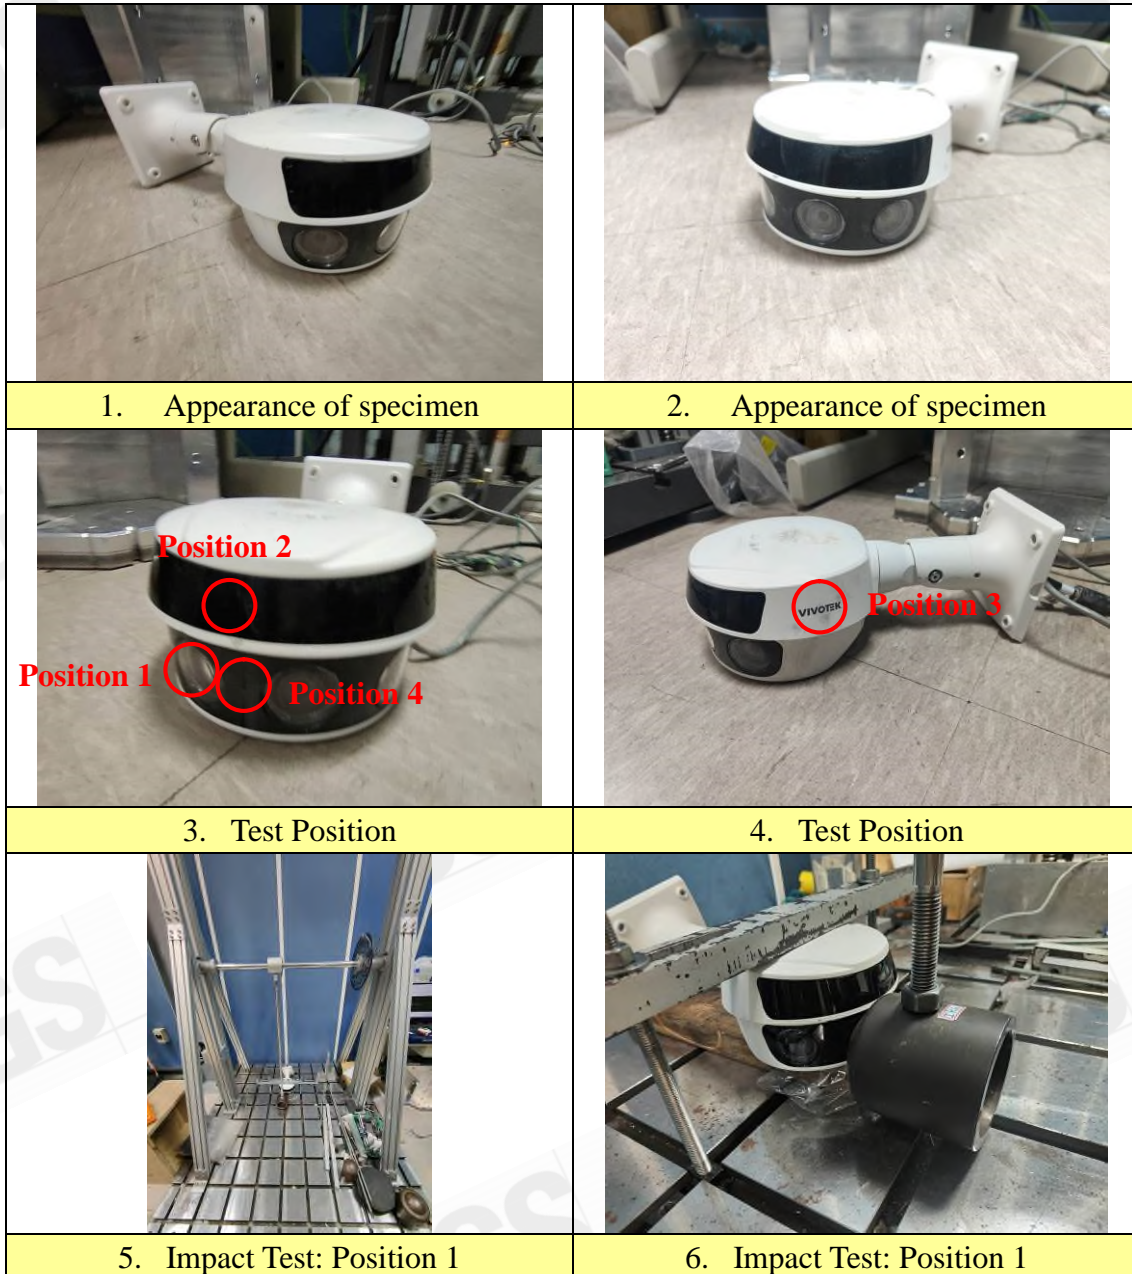 1. Appearance of specimen
2. Appearance of specimen
Position 2
Position 1
Position 4
VIVOTEK
Position 3
3. Test Position
4. Test Position
5. Impact Test: Position 1
6. Impact Test: Position 1